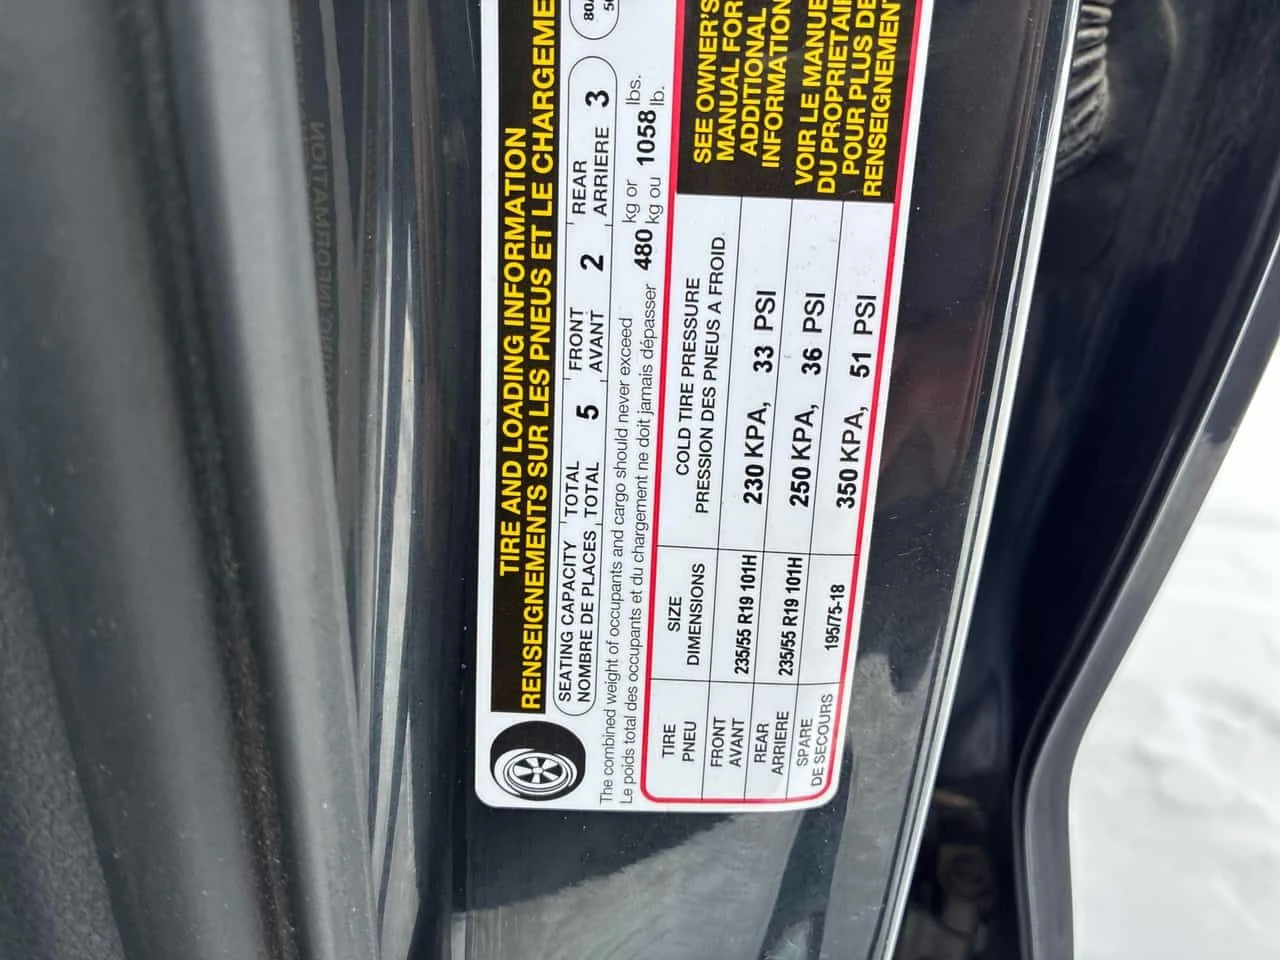 TIRE AND LOADING INFORMATION
RENSEIGNEMENTS SUR LES PNEUS ET LE CHARGEME
SEATING CAPACITY TOTAL 5 FRONT 2 REAR 3
NOMBRE DE PLACES TOTAL AVANT ARRIERE
The combined weight of occupants and cargo should never exceed 480 kg or 1058 lbs.
Le poids total des occupants et du chargement ne doit jamais dépasser kg ou lb.
TIRE SIZE COLD TIRE PRESSURE
PNEU DIMENSIONS PRESSION DES PNEUS A FROID
FRONT 235/55 R19 101H 230 KPA, 33 PSI
AVANT
REAR 235/55 R19 101H 250 KPA, 36 PSI
ARRIERE
SPARE 195/75-18 350 KPA, 51 PSI
DE SECOURS
SEE OWNER'S
MANUAL FOR
ADDITIONAL
INFORMATION
VOIR LE MANUE
DU PROPRIETAI
POUR PLUS DE
RENSEIGNEMEN